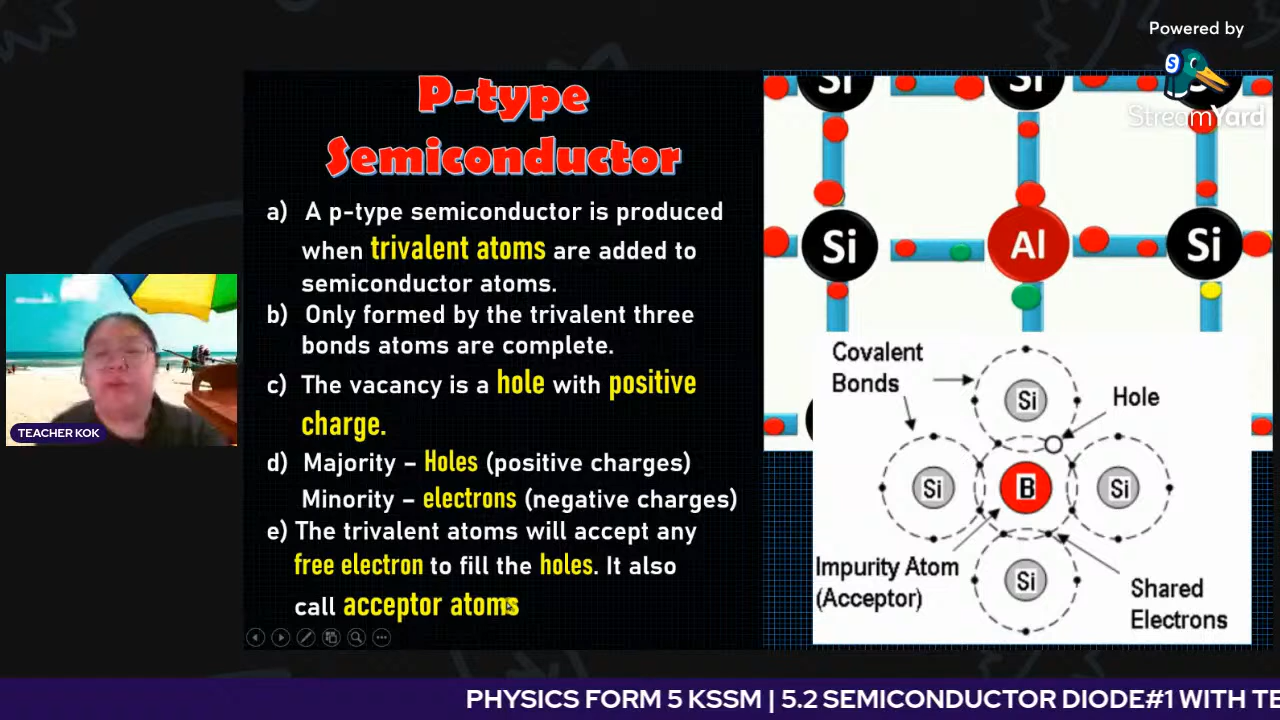 Powered by
S
StreamYard
P-type
Semiconductor
a) A p-type semiconductor is produced
when trivalent atoms are added to
semiconductor atoms.
b) Only formed by the trivalent three
bonds atoms are complete.
c) The vacancy is a hole with positive
charge.
d) Majority – Holes (positive charges)
Minority – electrons (negative charges)
e) The trivalent atoms will accept any
free electron to fill the holes. It also
call acceptor atoms
Si Si Si
Si Al Si
Covalent
Bonds
Hole
Si
Si B Si
Si
Impurity Atom
(Acceptor)
Shared
Electrons
TEACHER KOK
PHYSICS FORM 5 KSSM | 5.2 SEMICONDUCTOR DIODE#1 WITH TE